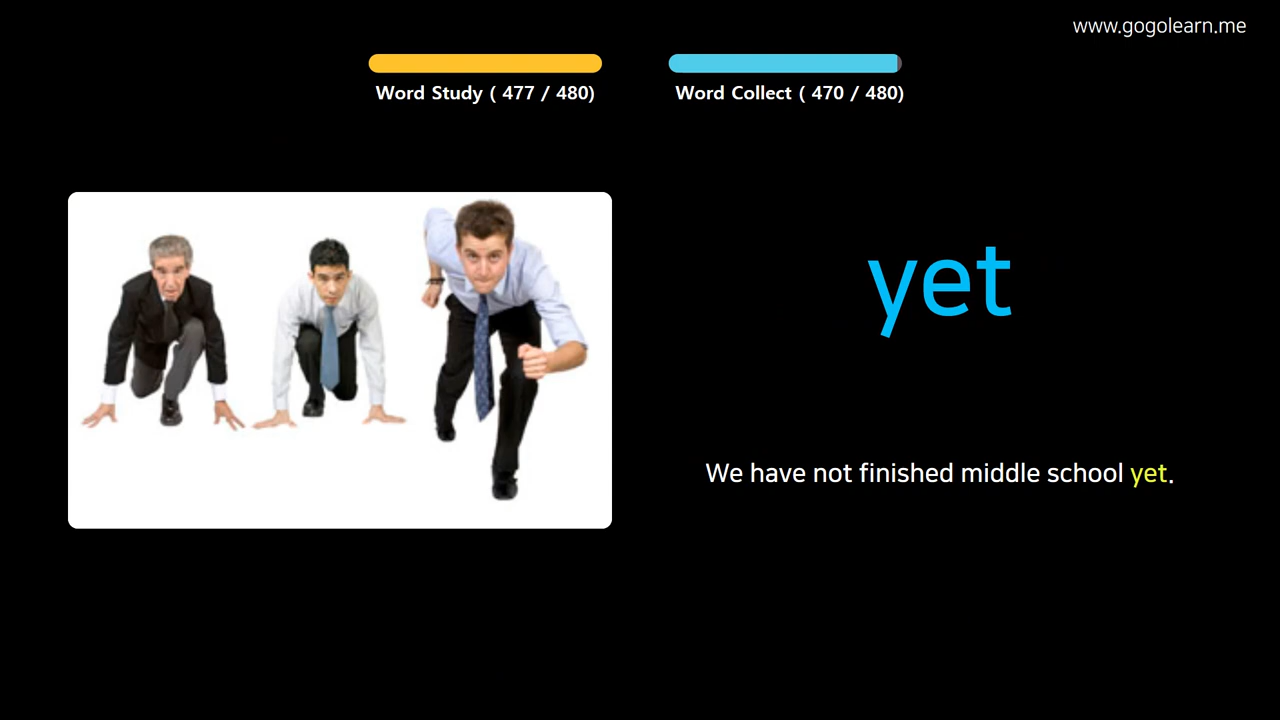 www.gogolearn.me
Word Study ( 477 / 480)
Word Collect ( 470 / 480)
yet
We have not finished middle school yet.